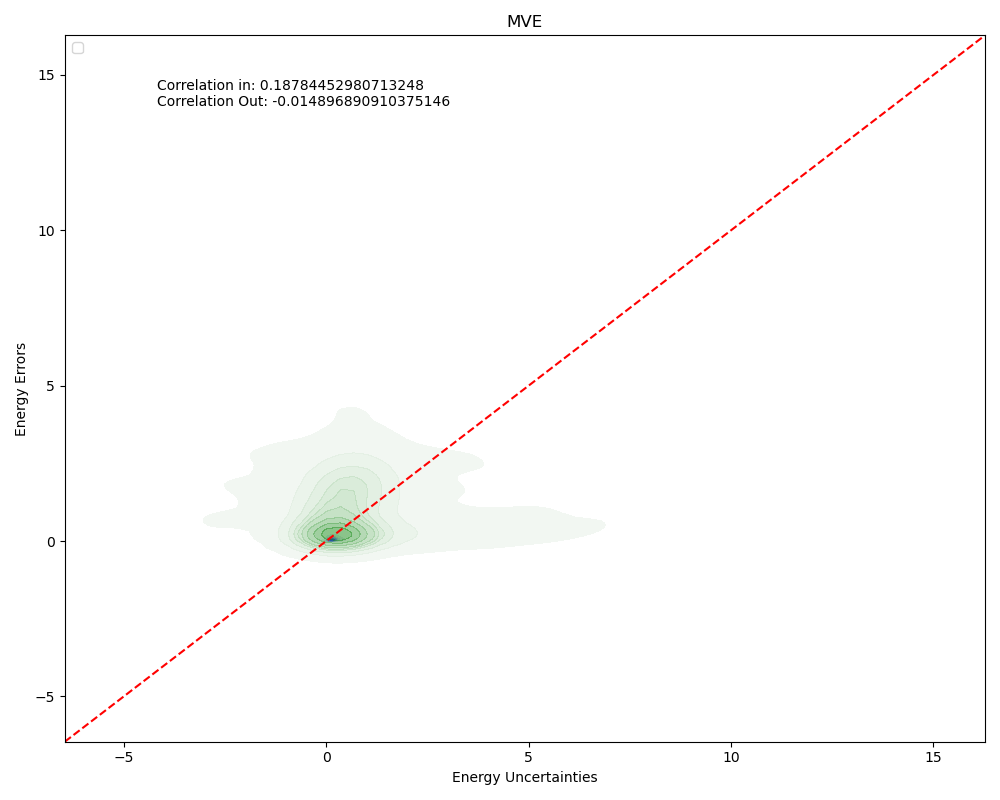 MVE
Correlation in: 0.18784452980713248
Correlation Out: -0.014896890910375146
15
10
5
0
−5
Energy Errors
−5
0
5
10
15
Energy Uncertainties